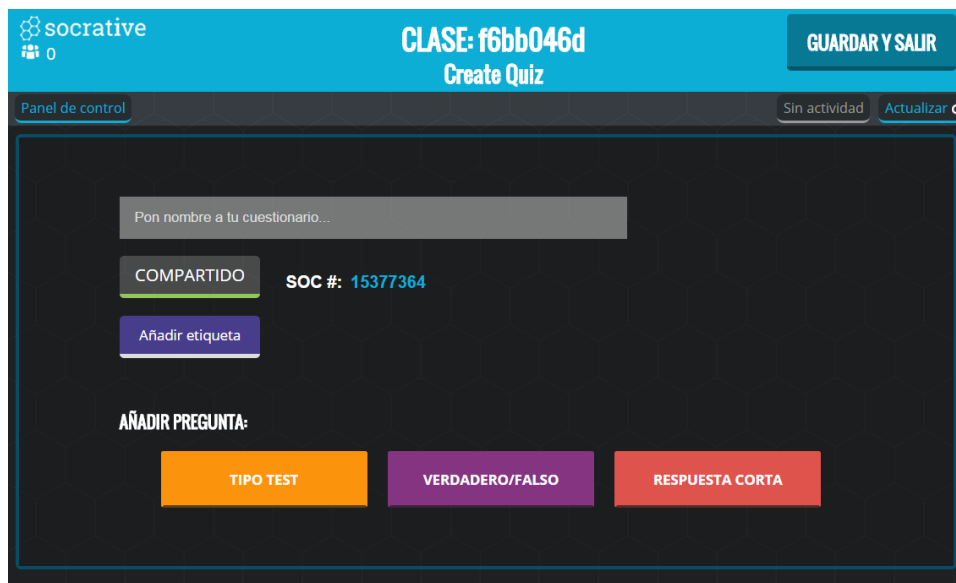 socrative
0
CLASE: f6bb046d
Create Quiz
GUARDAR Y SALIR
Panel de control
Sin actividad
Actualizar
Pon nombre a tu cuestionario...
COMPARTIDO
SOC #: 15377364
Añadir etiqueta
AÑADIR PREGUNTA:
TIPO TEST
VERDADERO/FALSO
RESPUESTA CORTA